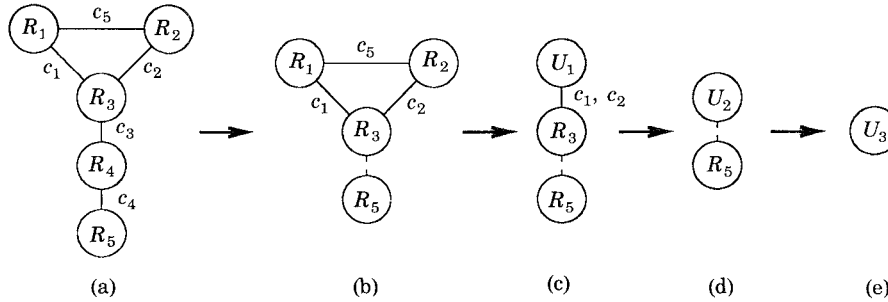 R₁ c₅ R₂
c₁ c₂
R₃
c₃
R₄
c₄
R₅
(a)
R₁ c₅ R₂
c₁ c₂
R₃
R₅
(b)
U₁
c₁, c₂
R₃
R₅
(c)
U₂
R₅
(d)
U₃
(e)